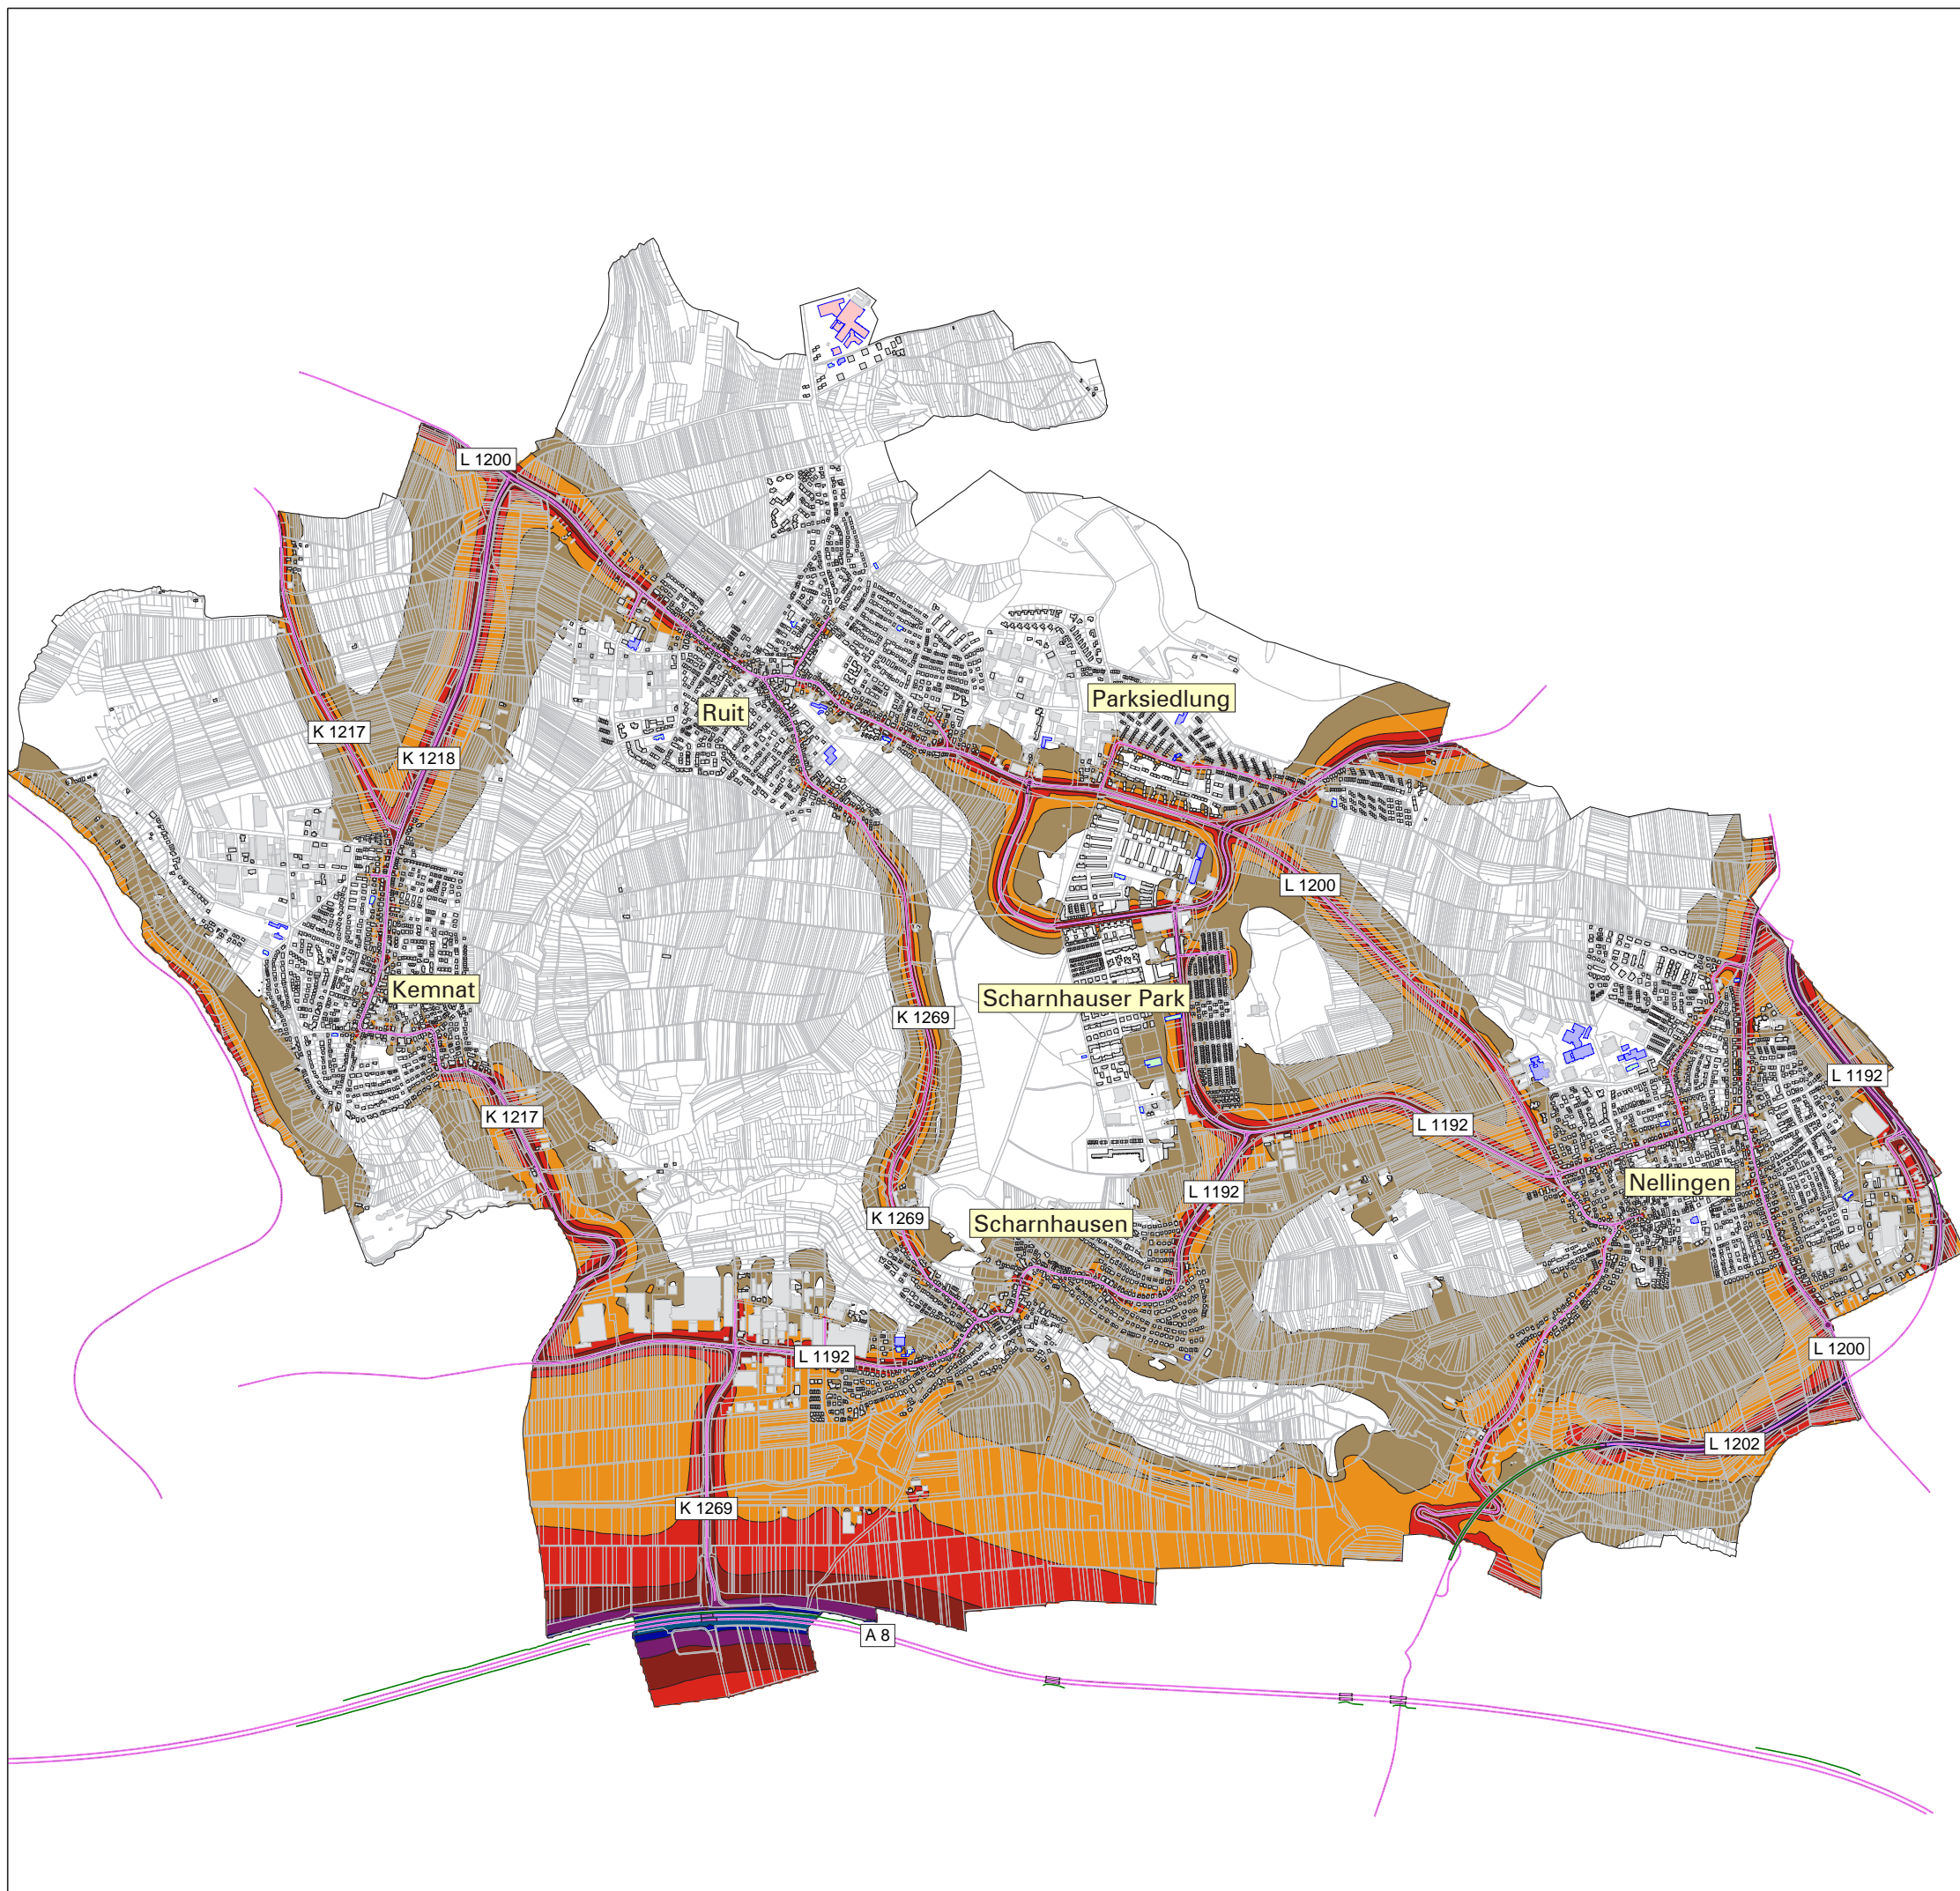 L 1200
Parksiedlung
Ruit
K 1217
K 1218
L 1200
Kemnat
Scharnhauser Park
K 1269
L 1192
K 1217
L 1192
Nellingen
L 1192
K 1269
Scharnhausen
L 1200
L 1192
L 1202
K 1269
A 8